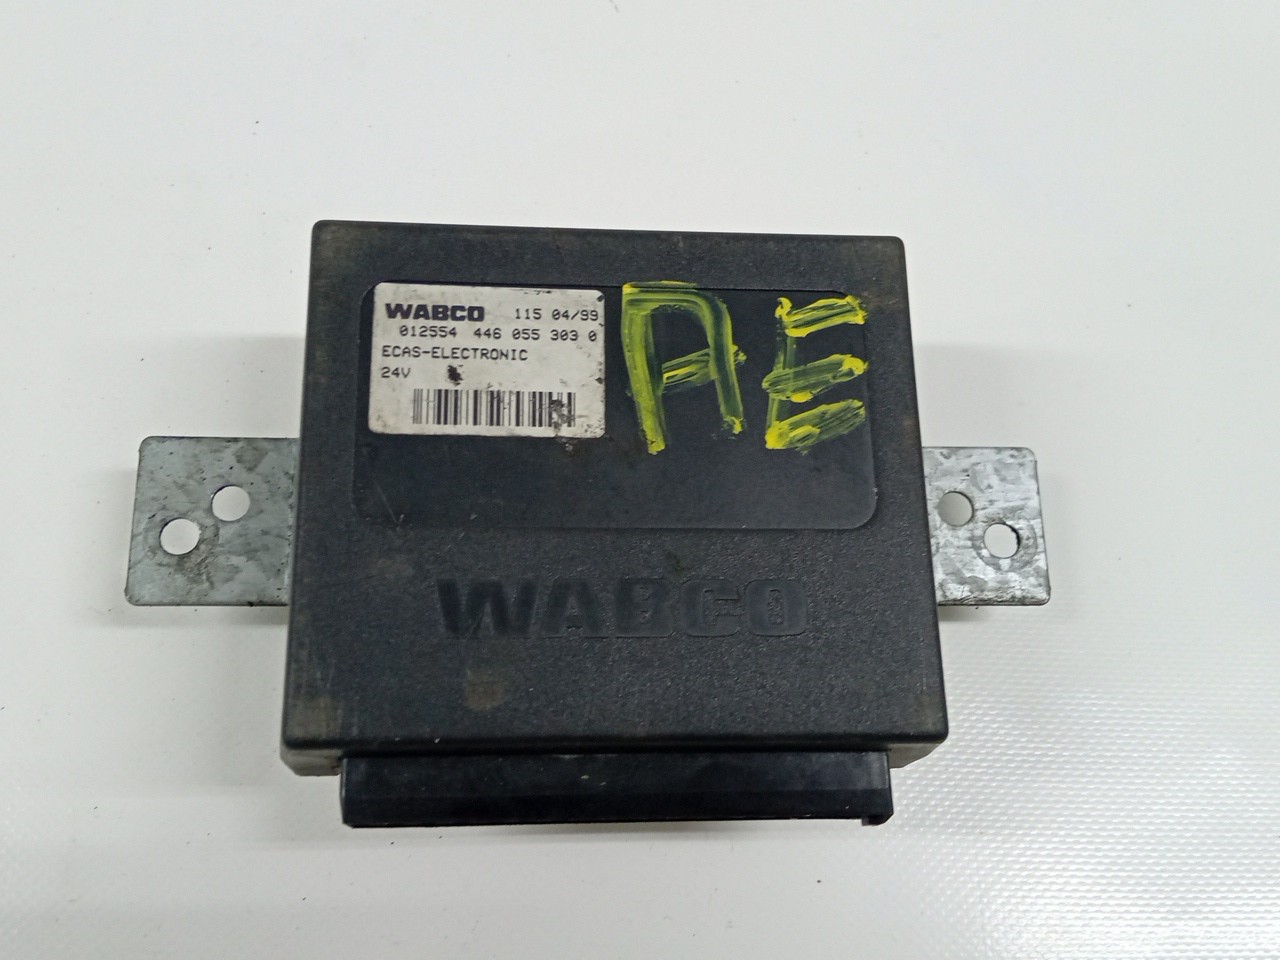 WABCO 115 04/99
012554 446 055 303 0
ECAS-ELECTRONIC
24V
AE
WABCO